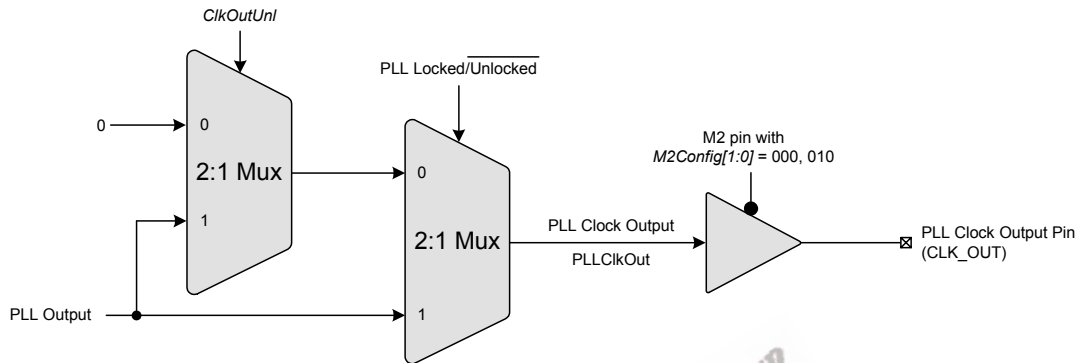 ClkOutUnl
PLL Locked/Unlocked
M2 pin with
M2Config[1:0] = 000, 010
0
0
2:1 Mux
1
0
2:1 Mux
1
PLL Clock Output
PLLClkOut
PLL Clock Output Pin
(CLK_OUT)
PLL Output